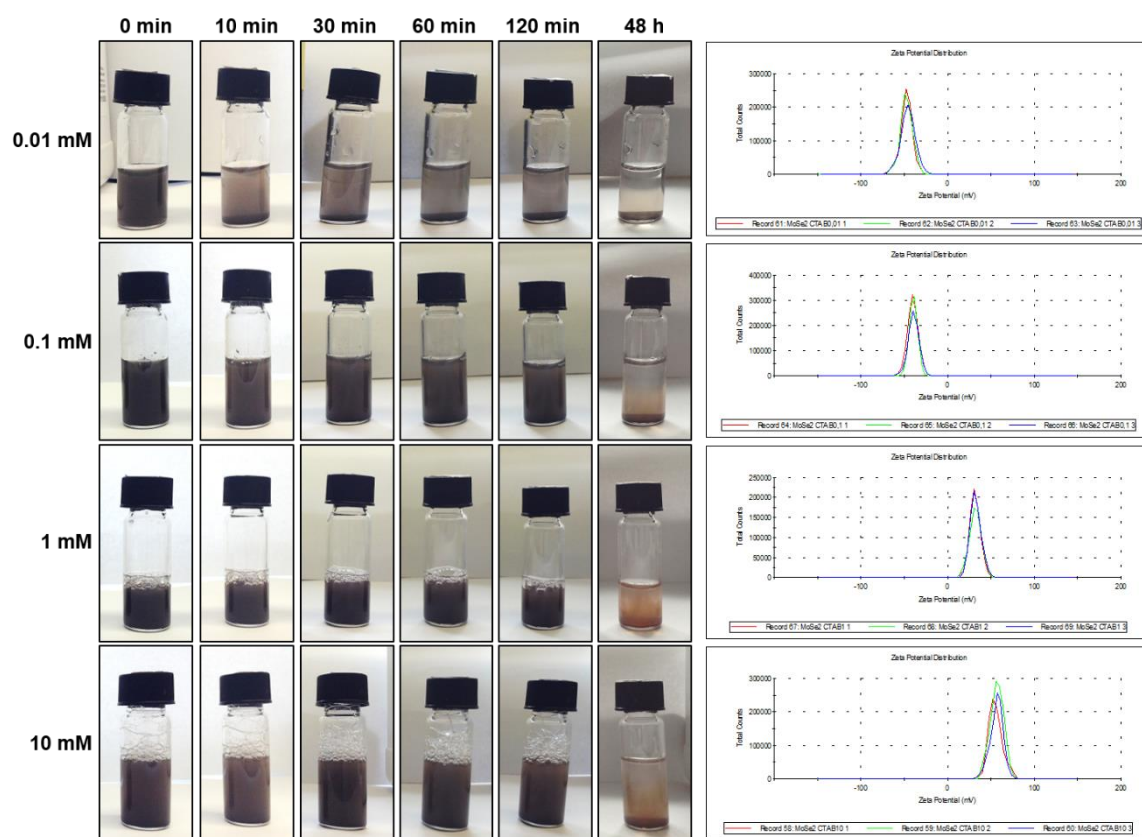 0 min 10 min 30 min 60 min 120 min 48 h
0.01 mM
Zeta Potential Distribution
300000
200000
100000
0
Total Counts
-100 0 100 200
Zeta Potential (mV)
Record 61: MoSe2 CTAB0,01 1 Record 62: MoSe2 CTAB0,01 2 Record 63: MoSe2 CTAB0,01 3
0.1 mM
Zeta Potential Distribution
400000
300000
200000
100000
0
Total Counts
-100 0 100 200
Zeta Potential (mV)
Record 64: MoSe2 CTAB0,1 1 Record 65: MoSe2 CTAB0,1 2 Record 66: MoSe2 CTAB0,1 3
1 mM
Zeta Potential Distribution
250000
200000
150000
100000
50000
0
Total Counts
-100 0 100 200
Zeta Potential (mV)
Record 67: MoSe2 CTAB1 1 Record 68: MoSe2 CTAB1 2 Record 69: MoSe2 CTAB1 3
10 mM
Zeta Potential Distribution
300000
200000
100000
0
Total Counts
-100 0 100 200
Zeta Potential (mV)
Record 58: MoSe2 CTAB10 1 Record 59: MoSe2 CTAB10 2 Record 60: MoSe2 CTAB10 3